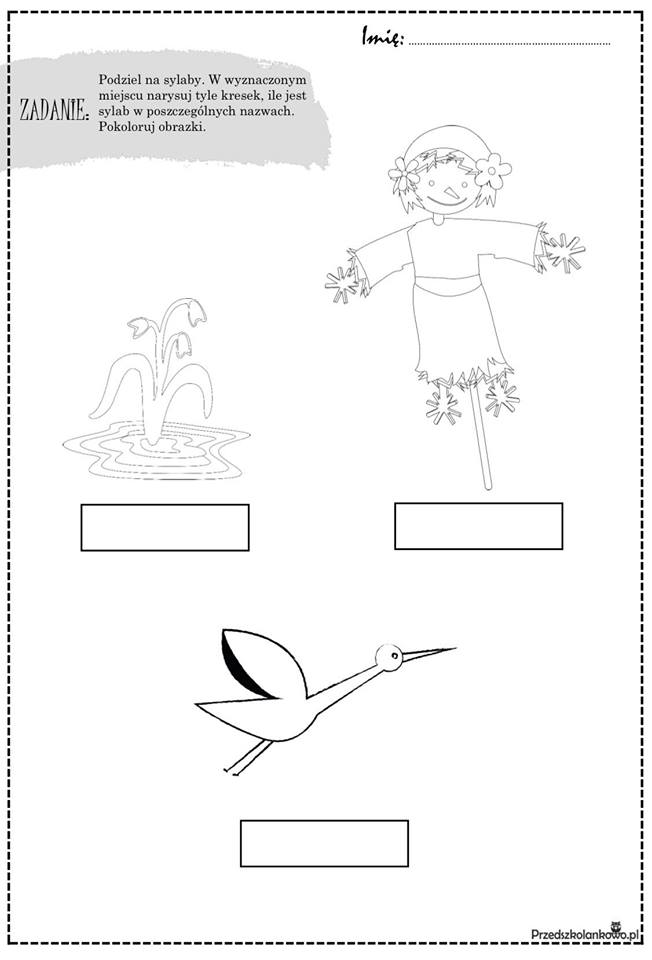 Imię: ..........................................................
ZADANIE:
Podziel na sylaby. W wyznaczonym
miejscu narysuj tyle kresek, ile jest
sylab w poszczególnych nazwach.
Pokoloruj obrazki.
Przedszkolankowo.pl